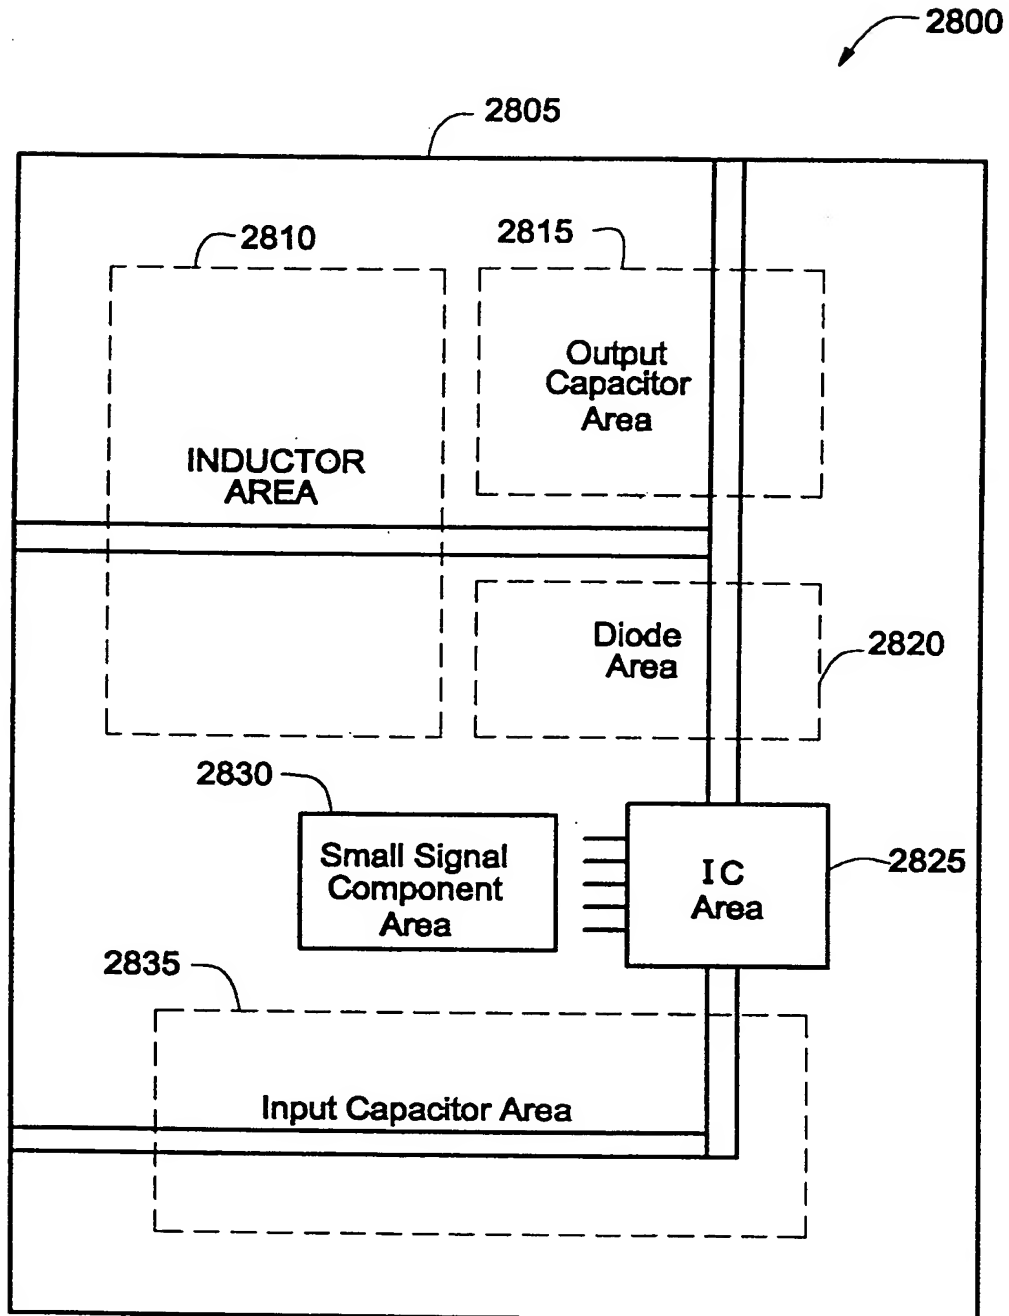 2800
2805
2810
2815
Output
Capacitor
Area
INDUCTOR
AREA
Diode
Area
2820
2830
Small Signal
Component
Area
IC
Area
2825
2835
Input Capacitor Area